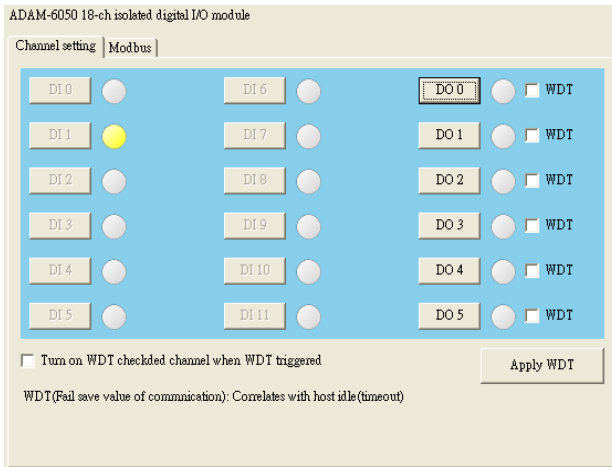 ADAM-6050 18-ch isolated digital I/O module
Channel setting Modbus
DI 0 DI 6 DO 0 WDT
DI 1 DI 7 DO 1 WDT
DI 2 DI 8 DO 2 WDT
DI 3 DI 9 DO 3 WDT
DI 4 DI 10 DO 4 WDT
DI 5 DI 11 DO 5 WDT
Turn on WDT checkded channel when WDT triggered
Apply WDT
WDT(Fail save value of commnication): Correlates with host idle(timeout)